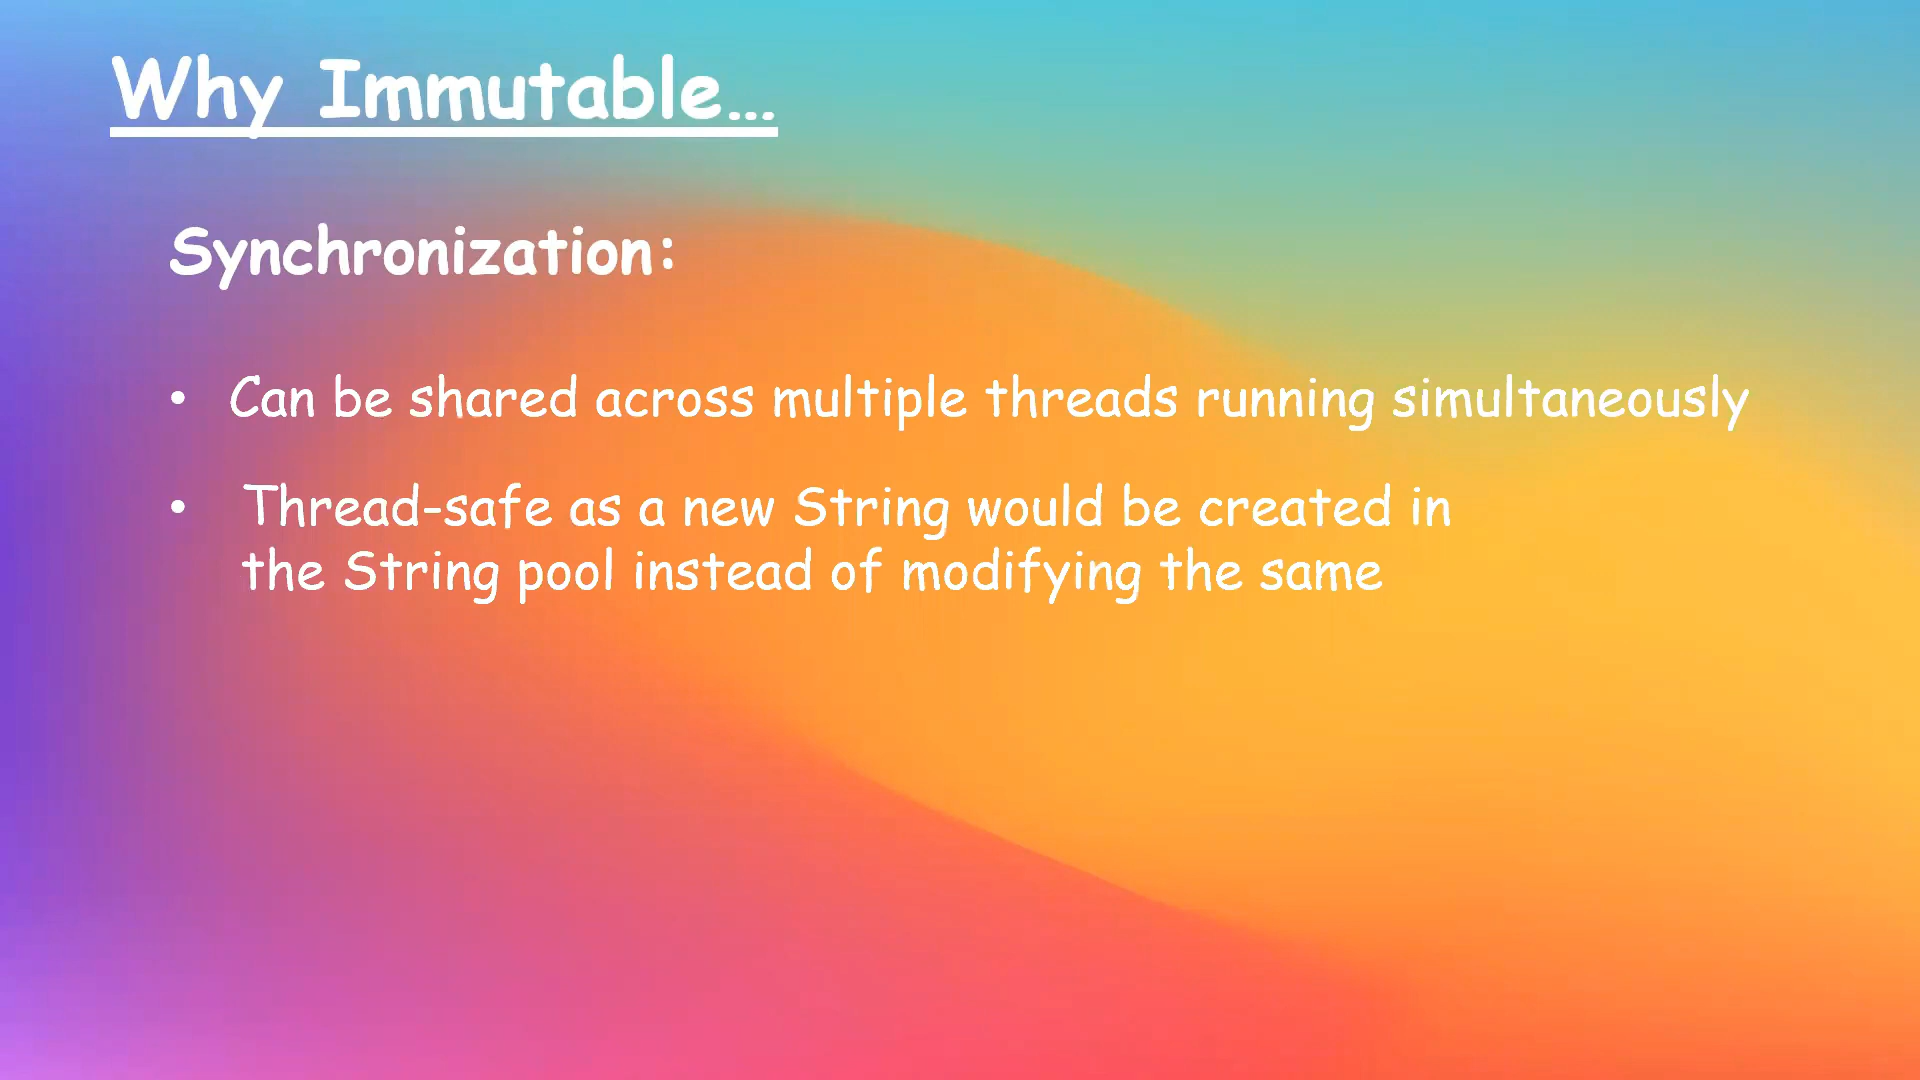 Why Immutable...
Synchronization:
• Can be shared across multiple threads running simultaneously
• Thread-safe as a new String would be created in
the String pool instead of modifying the same